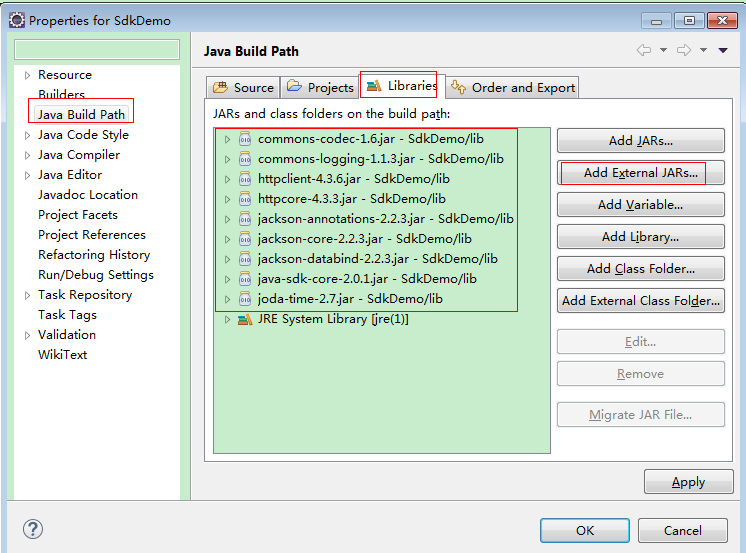 Properties for SdkDemo
Resource
Builders
Java Build Path
Java Code Style
Java Compiler
Java Editor
Javadoc Location
Project Facets
Project References
Refactoring History
Run/Debug Settings
Task Repository
Task Tags
Validation
WikiText
Java Build Path
Source Projects Libraries Order and Export
JARs and class folders on the build path:
commons-codec-1.6.jar - SdkDemo/lib
commons-logging-1.1.3.jar - SdkDemo/lib
httpclient-4.3.6.jar - SdkDemo/lib
httpcore-4.3.3.jar - SdkDemo/lib
jackson-annotations-2.2.3.jar - SdkDemo/lib
jackson-core-2.2.3.jar - SdkDemo/lib
jackson-databind-2.2.3.jar - SdkDemo/lib
java-sdk-core-2.0.1.jar - SdkDemo/lib
joda-time-2.7.jar - SdkDemo/lib
JRE System Library [jre(1)]
Add JARs...
Add External JARs...
Add Variable...
Add Library...
Add Class Folder...
Add External Class Folder...
Edit...
Remove
Migrate JAR File...
Apply
?
OK
Cancel